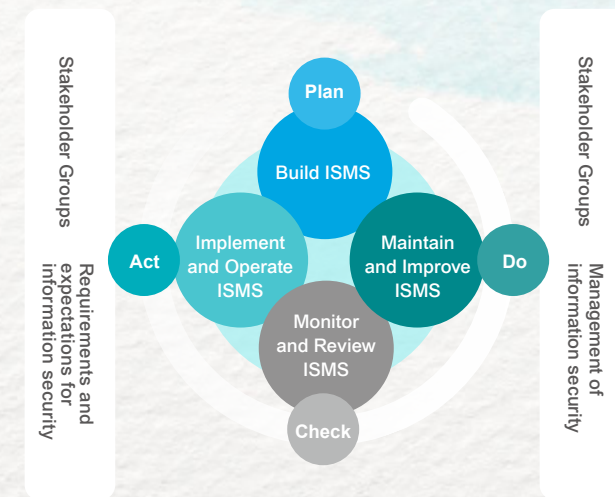 Stakeholder Groups
Requirements and
expectations for
information security
Plan
Build ISMS
Act
Implement
and Operate
ISMS
Maintain
and Improve
ISMS
Do
Monitor
and Review
ISMS
Check
Stakeholder Groups
Management of
information security